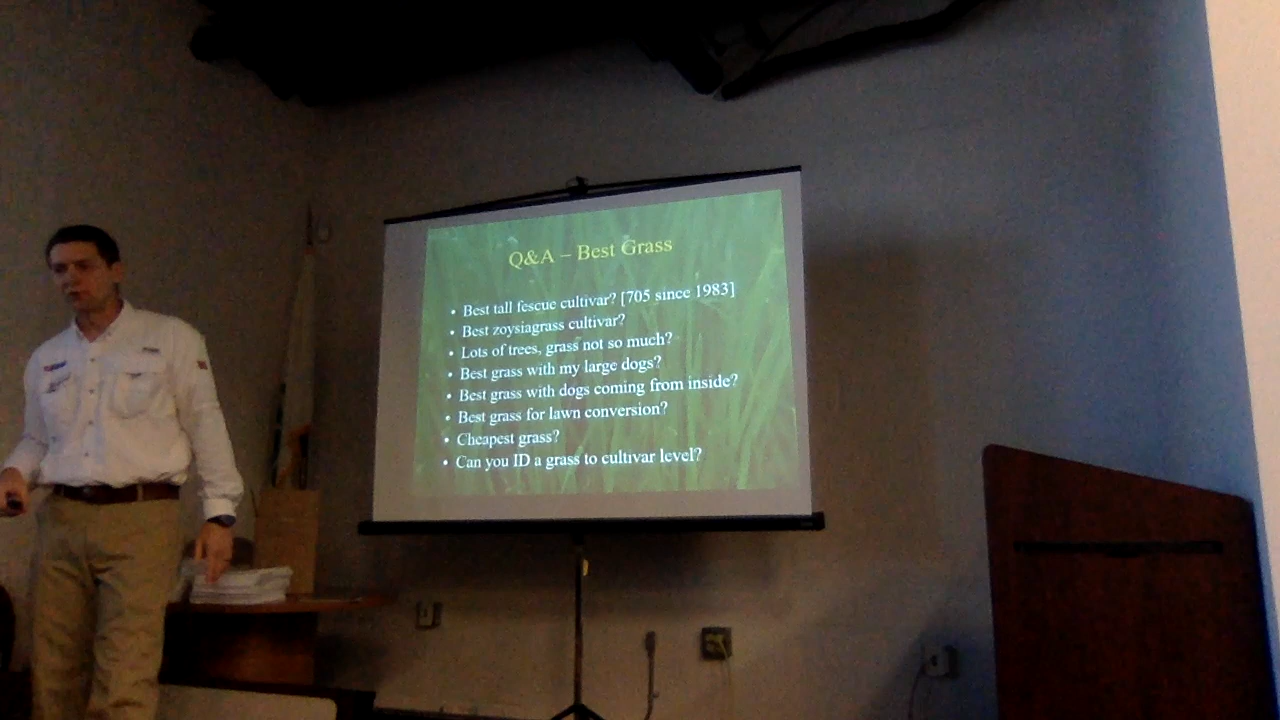 Q&A – Best Grass
• Best tall fescue cultivar? [705 since 1983]
• Best zoysiagrass cultivar?
• Lots of trees, grass not so much?
• Best grass with my large dogs?
• Best grass with dogs coming from inside?
• Best grass for lawn conversion?
• Cheapest grass?
• Can you ID a grass to cultivar level?